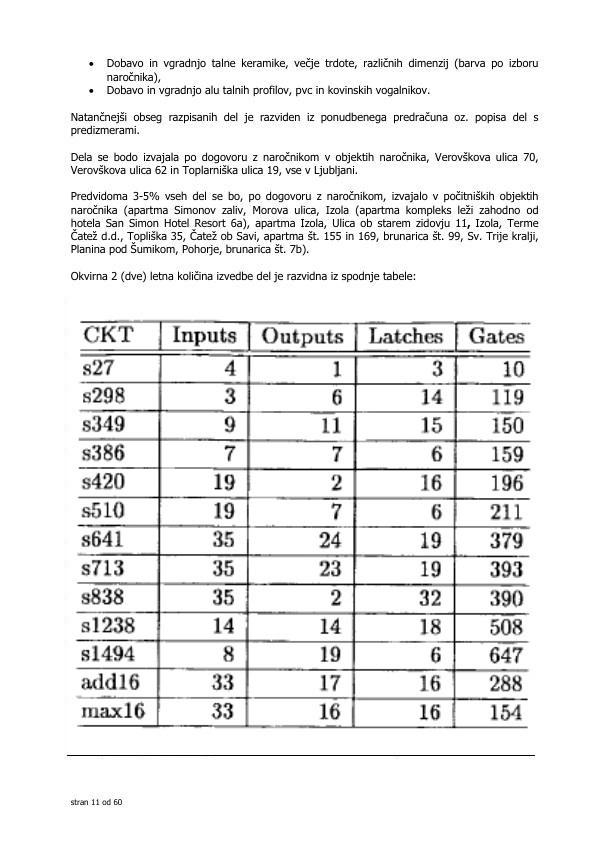 • Dobavo in vgradnjo talne keramike, večje trdote, različnih dimenzij (barva po izboru
naročnika),
• Dobavo in vgradnjo alu talnih profilov, pvc in kovinskih vogalnikov.
Natančnejši obseg razpisanih del je razviden iz ponudbenega predračuna oz. popisa del s
predizmerami.
Dela se bodo izvajala po dogovoru z naročnikom v objektih naročnika, Verovškova ulica 70,
Verovškova ulica 62 in Toplarniška ulica 19, vse v Ljubljani.
Predvidoma 3-5% vseh del se bo, po dogovoru z naročnikom, izvajalo v počitniških objektih
naročnika (apartma Simonov zaliv, Morova ulica, Izola (apartma kompleks leži zahodno od
hotela San Simon Hotel Resort 6a), apartma Izola, Ulica ob starem zidovju 11, Izola, Terme
Čatež d.d., Topliška 35, Čatež ob Savi, apartma št. 155 in 169, brunarica št. 99, Sv. Trije kralji,
Planina pod Šumikom, Pohorje, brunarica št. 7b).
Okvirna 2 (dve) letna količina izvedbe del je razvidna iz spodnje tabele:
CKT Inputs Outputs Latches Gates
s27 4 1 3 10
s298 3 6 14 119
s349 9 11 15 150
s386 7 7 6 159
s420 19 2 16 196
s510 19 7 6 211
s641 35 24 19 379
s713 35 23 19 393
s838 35 2 32 390
s1238 14 14 18 508
s1494 8 19 6 647
add16 33 17 16 288
max16 33 16 16 154
stran 11 od 60